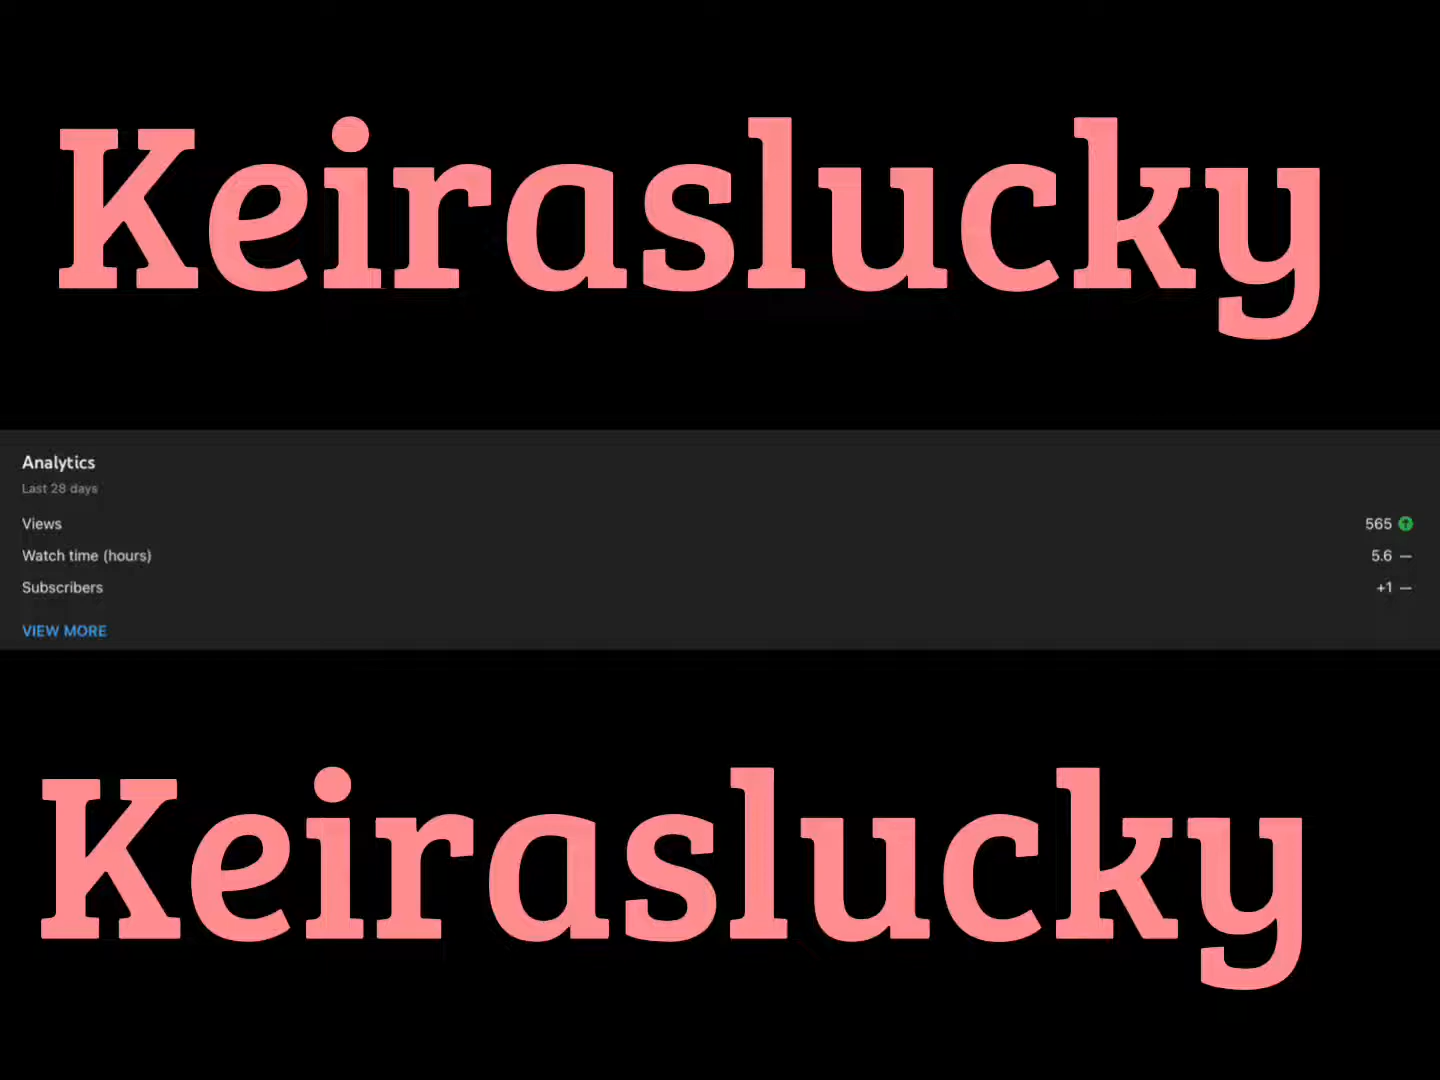 Keiraslucky
Analytics
Last 28 days
Views 565
Watch time (hours) 5.6 —
Subscribers +1 —
VIEW MORE
Keiraslucky